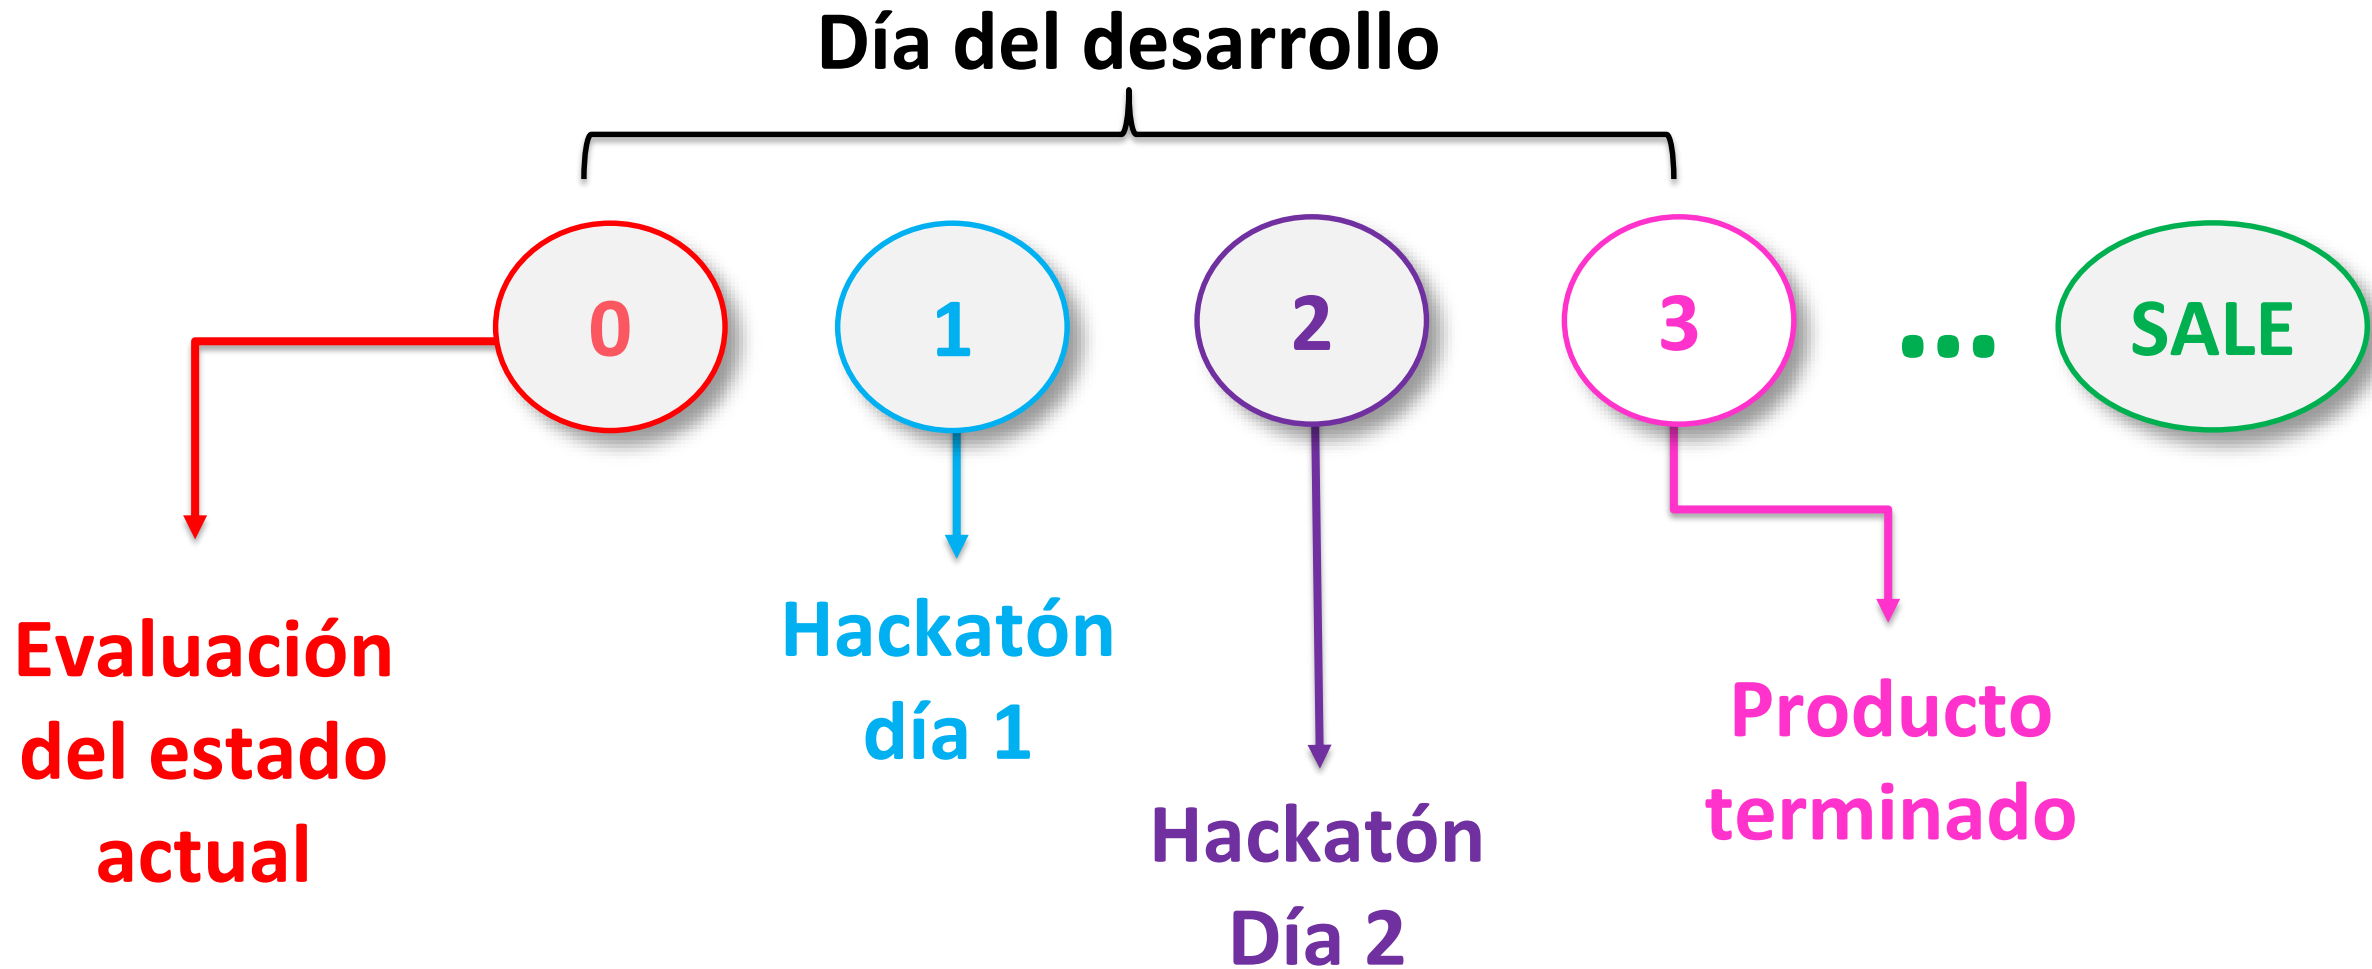 Día del desarrollo
0
1
2
3
...
SALE
Evaluación
del estado
actual
Hackatón
día 1
Hackatón
Día 2
Producto
terminado